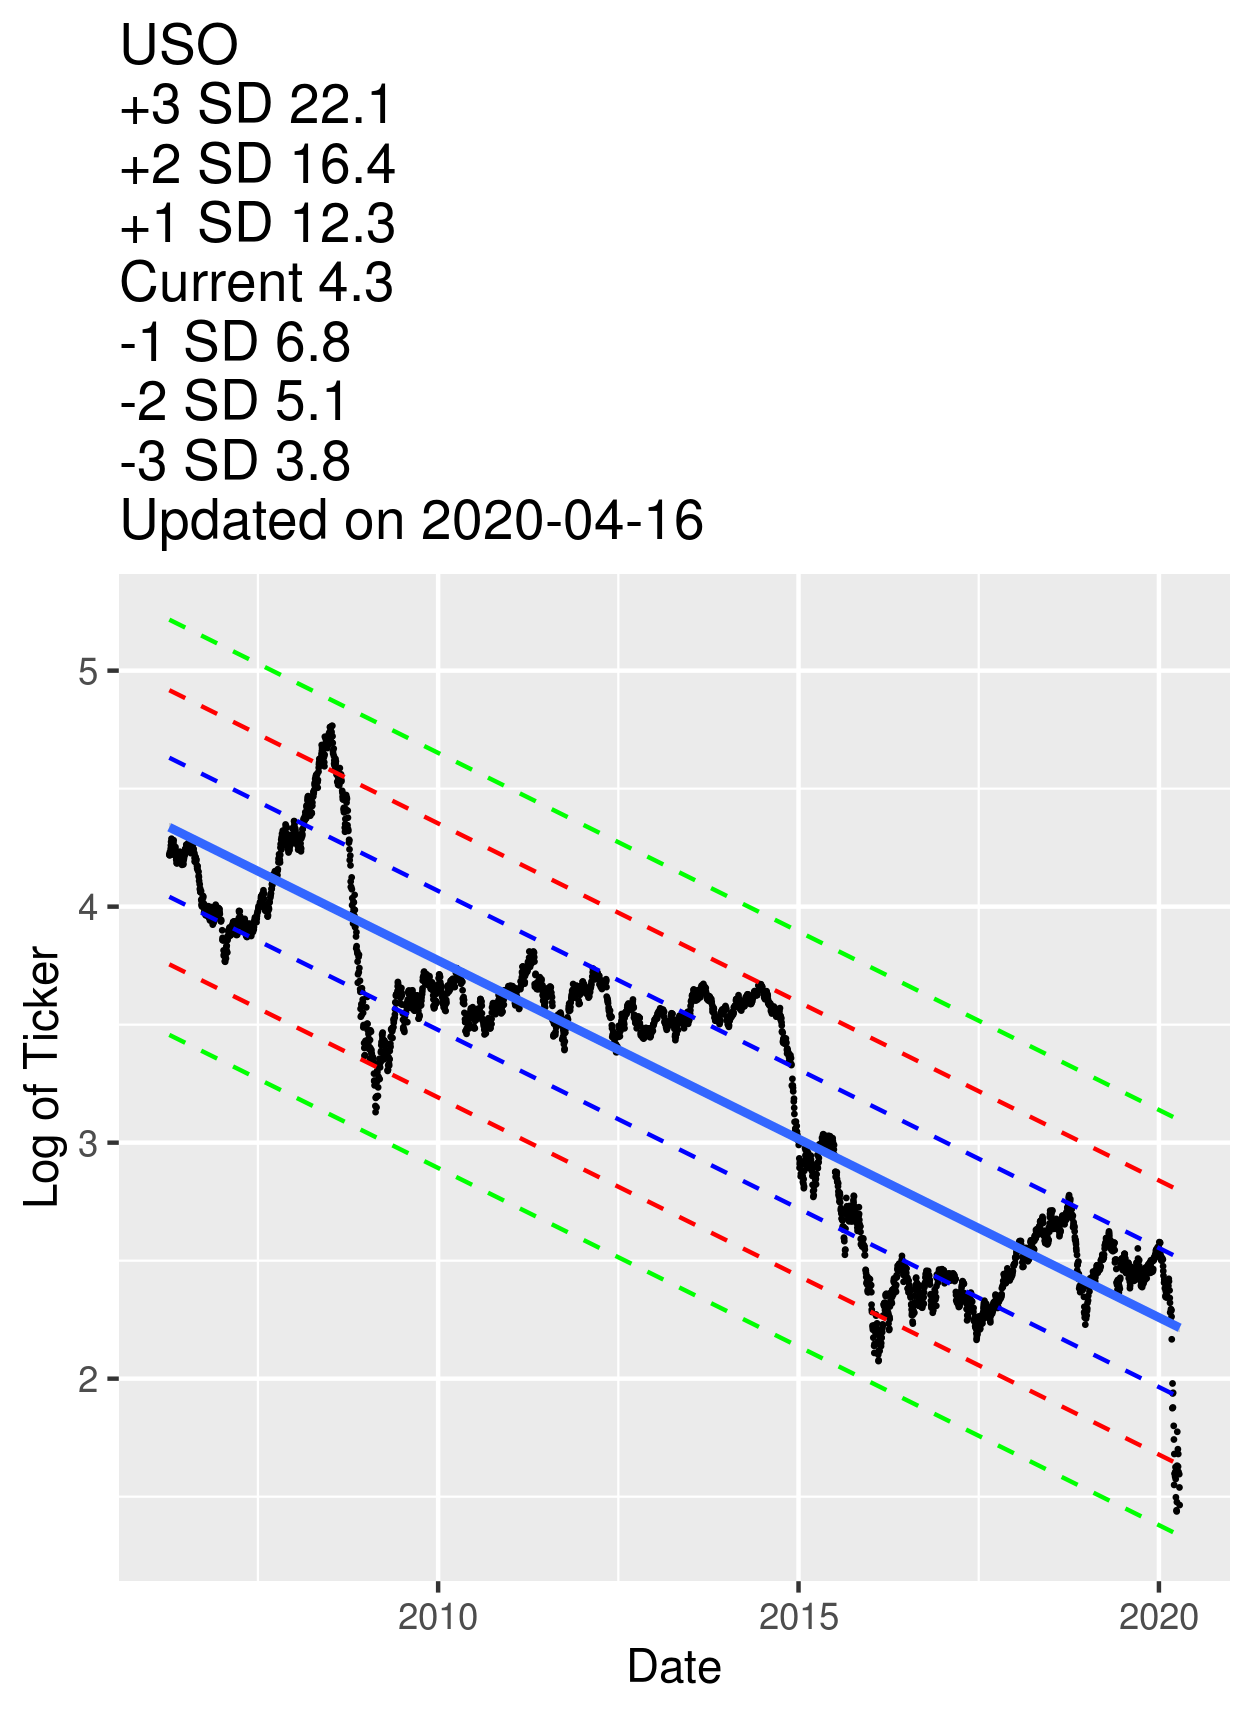 USO
+3 SD 22.1
+2 SD 16.4
+1 SD 12.3
Current 4.3
-1 SD 6.8
-2 SD 5.1
-3 SD 3.8
Updated on 2020-04-16
5
4
3
2
Log of Ticker
2010
2015
2020
Date